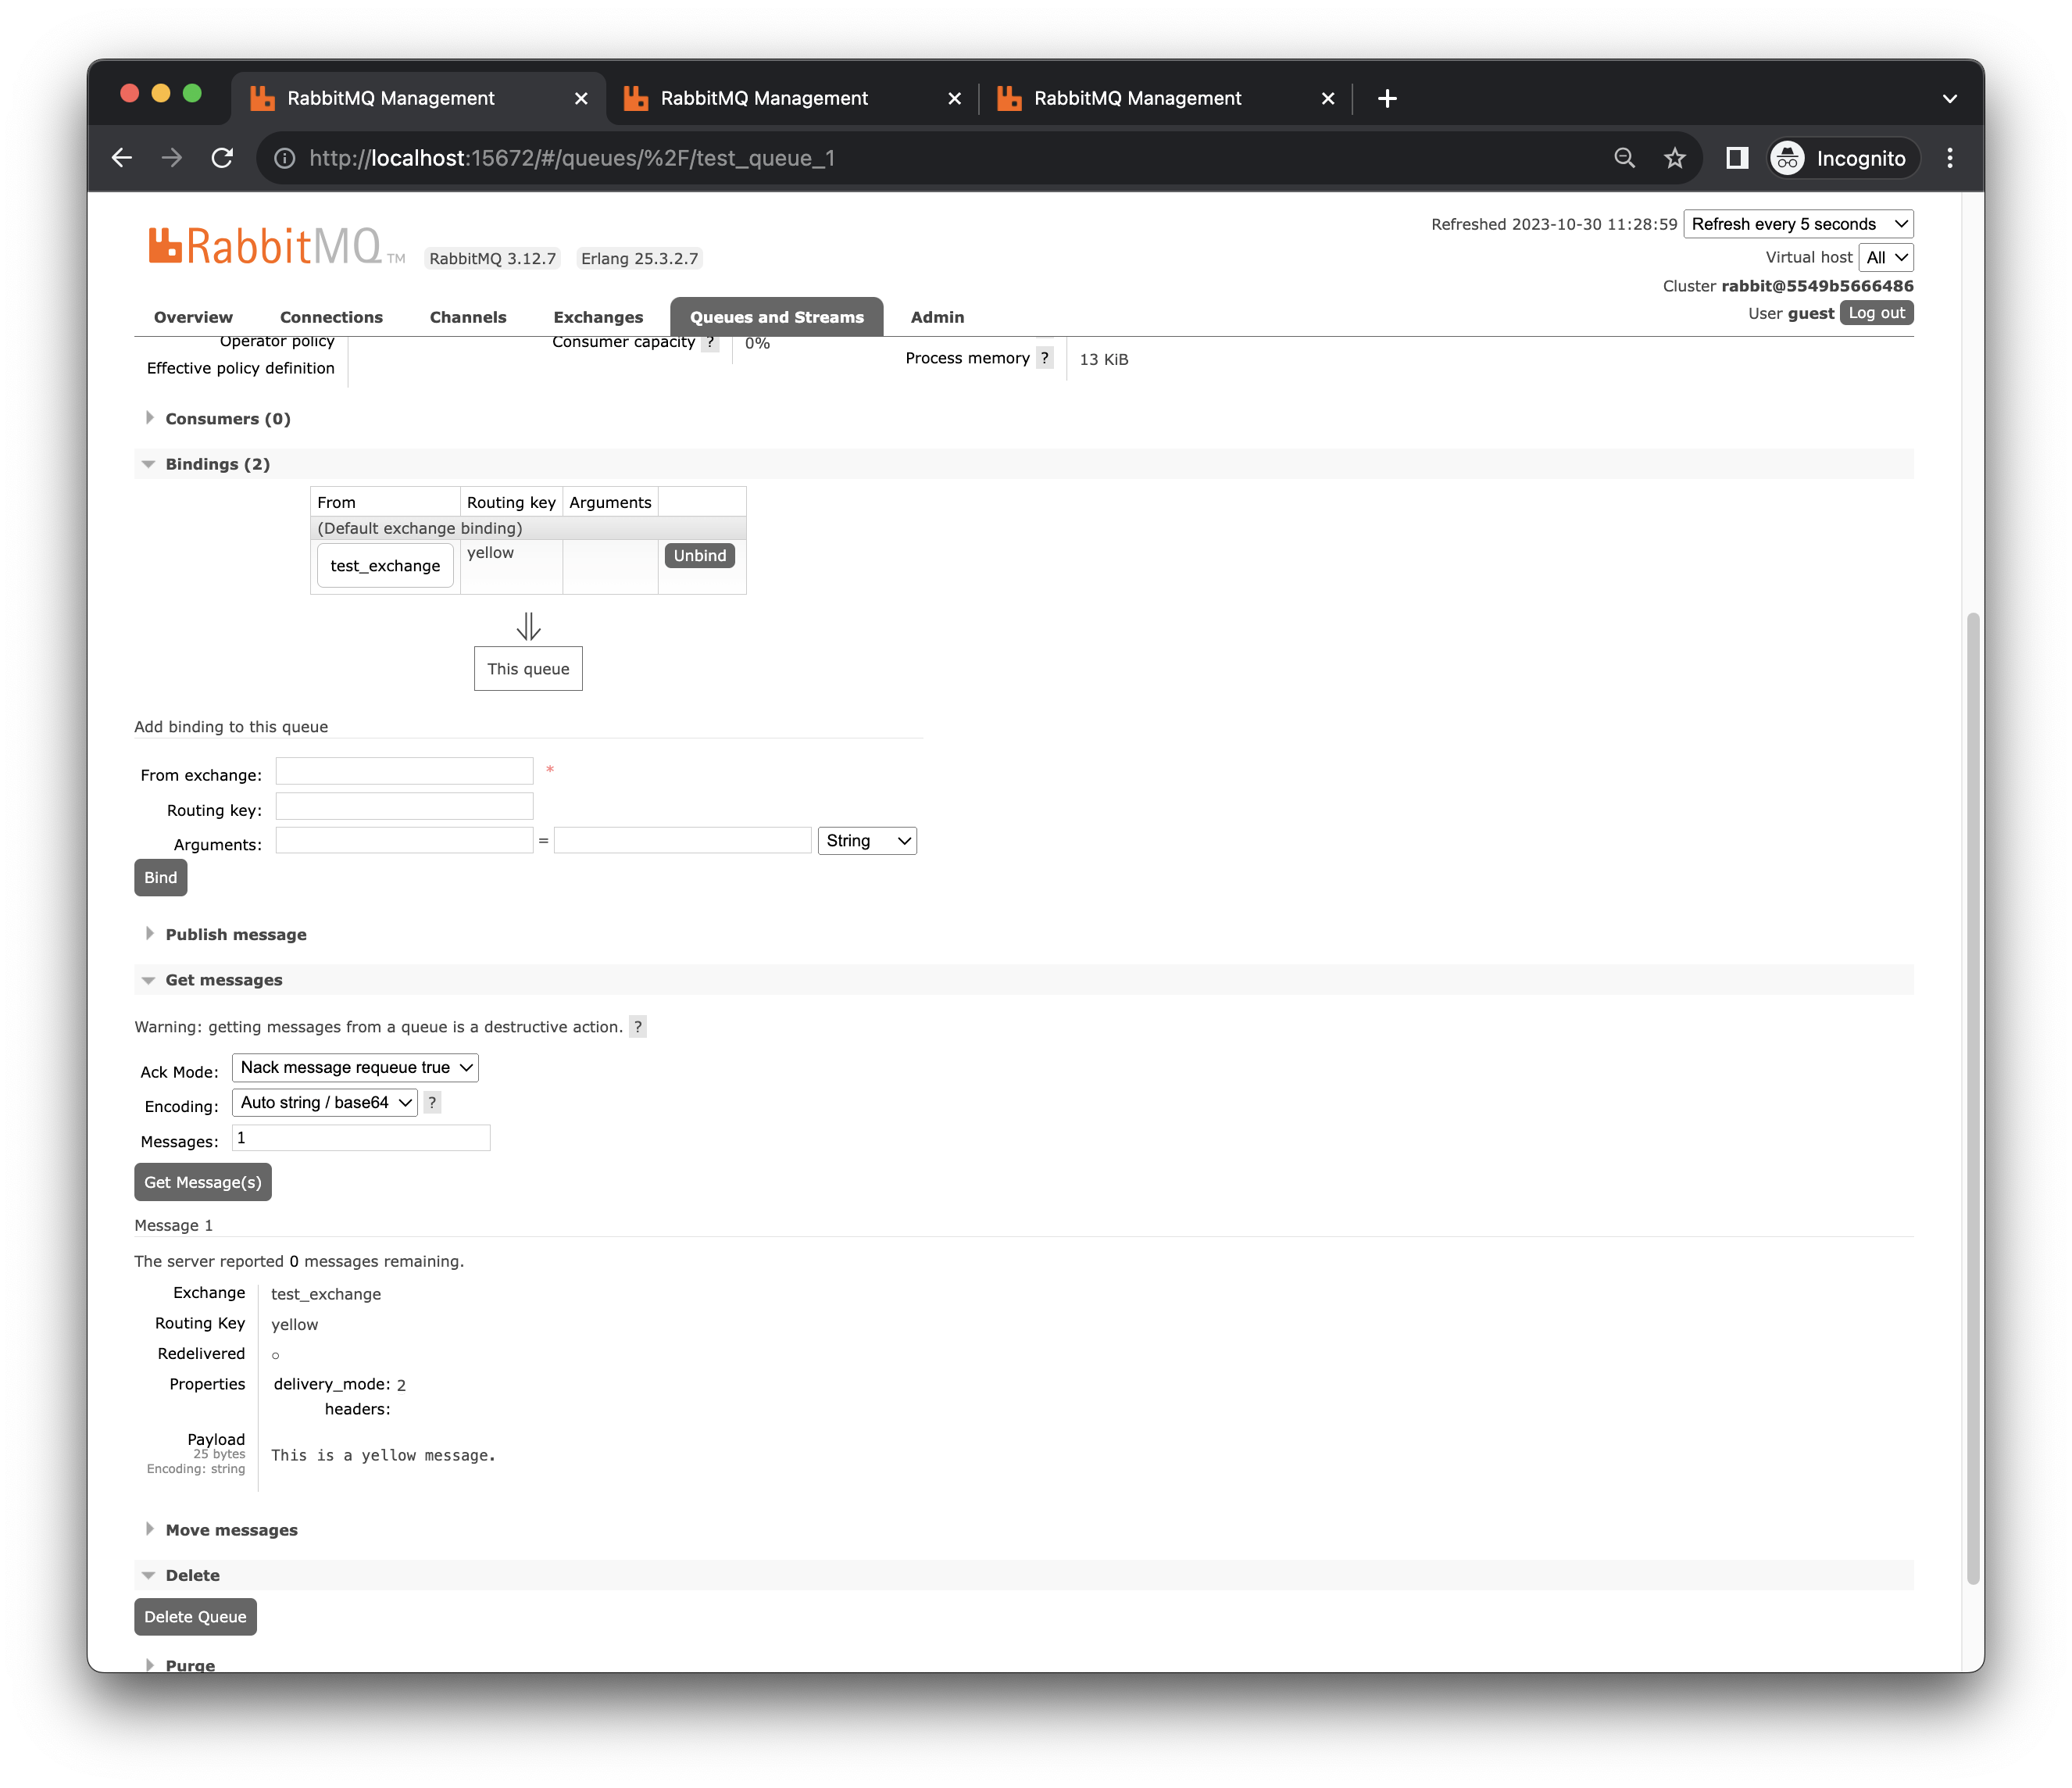 RabbitMQ Management
RabbitMQ Management
RabbitMQ Management
http://localhost:15672/#/queues/%2F/test_queue_1
Incognito
RabbitMQ TM
RabbitMQ 3.12.7
Erlang 25.3.2.7
Refreshed 2023-10-30 11:28:59
Refresh every 5 seconds
Virtual host All
Cluster rabbit@5549b5666486
User guest Log out
Overview
Connections
Channels
Exchanges
Queues and Streams
Admin
Operator policy
Effective policy definition
Consumer capacity ? 0%
Process memory ? 13 KiB
Consumers (0)
Bindings (2)
From Routing key Arguments
(Default exchange binding)
test_exchange yellow Unbind
⇓
This queue
Add binding to this queue
From exchange: *
Routing key:
Arguments: = String
Bind
Publish message
Get messages
Warning: getting messages from a queue is a destructive action. ?
Ack Mode: Nack message requeue true
Encoding: Auto string / base64 ?
Messages: 1
Get Message(s)
Message 1
The server reported 0 messages remaining.
Exchange test_exchange
Routing Key yellow
Redelivered ○
Properties delivery_mode: 2
headers:
Payload
25 bytes
Encoding: string
This is a yellow message.
Move messages
Delete
Delete Queue
Purge